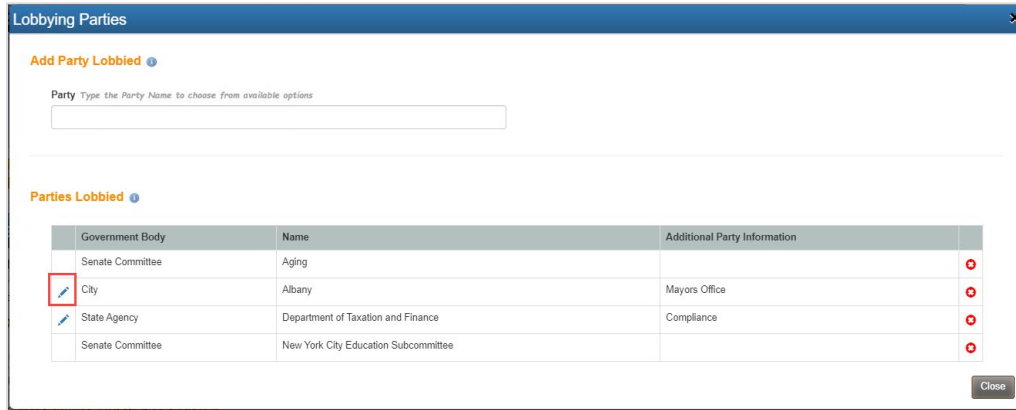 Lobbying Parties
Add Party Lobbied
Party Type the Party Name to choose from available options
Parties Lobbied
Government Body Name Additional Party Information
Senate Committee Aging
City Albany Mayors Office
State Agency Department of Taxation and Finance Compliance
Senate Committee New York City Education Subcommittee
Close